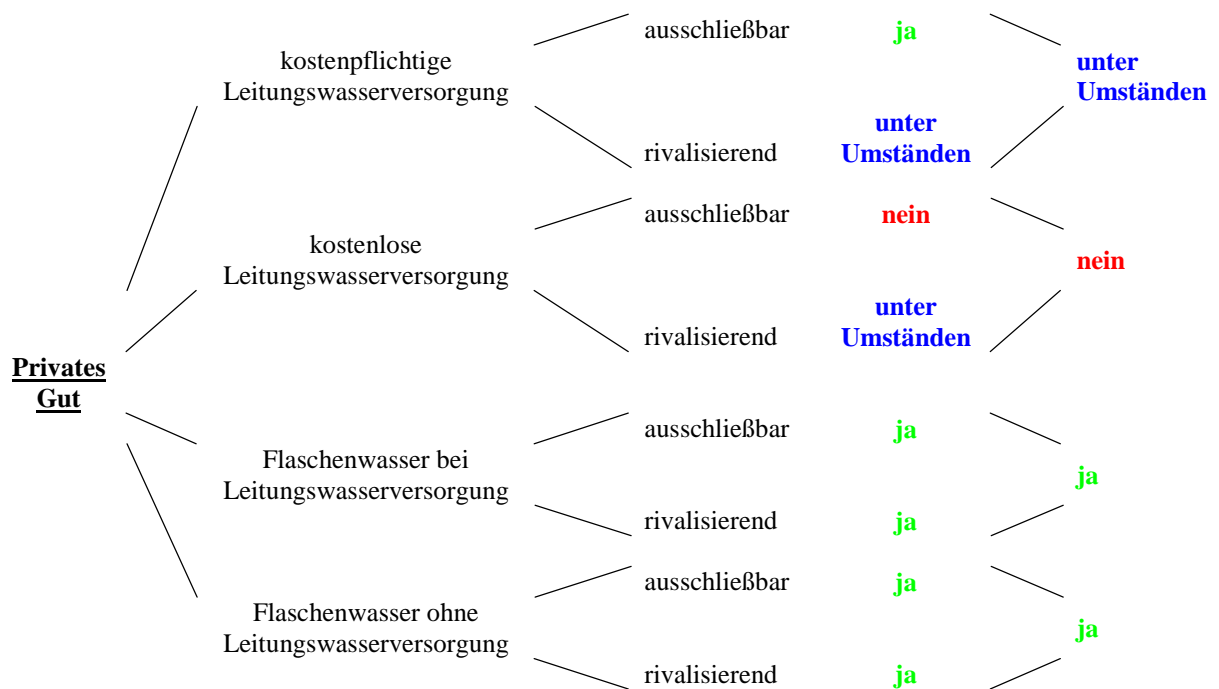 ausschließbar ja
kostenpflichtige
Leitungswasserversorgung
unter
Umständen
unter
rivalisierend Umständen
ausschließbar nein
kostenlose
Leitungswasserversorgung
nein
unter
rivalisierend Umständen
Privates
Gut
ausschließbar ja
Flaschenwasser bei
Leitungswasserversorgung
ja
rivalisierend ja
ausschließbar ja
Flaschenwasser ohne
Leitungswasserversorgung
ja
rivalisierend ja